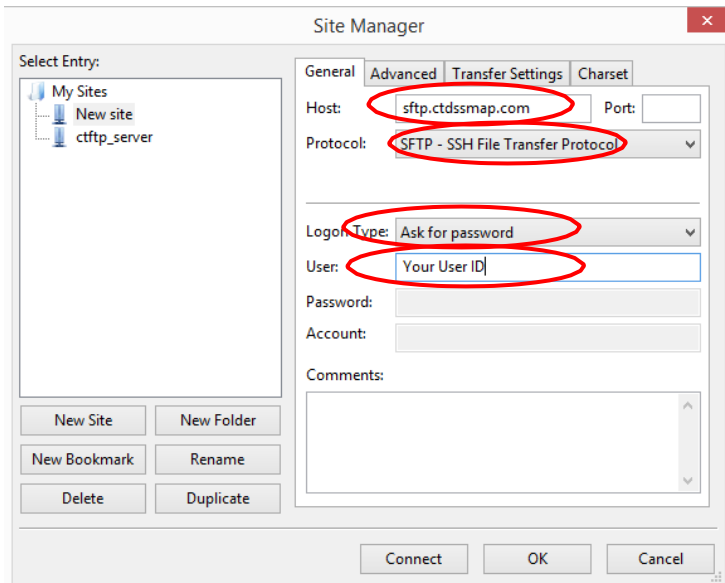 Site Manager
Select Entry:
My Sites
New site
ctftp_server
New Site New Folder
New Bookmark Rename
Delete Duplicate
General Advanced Transfer Settings Charset
Host: sftp.ctdssmap.com Port:
Protocol: SFTP - SSH File Transfer Protocol
Logon Type: Ask for password
User: Your User ID
Password:
Account:
Comments:
Connect OK Cancel